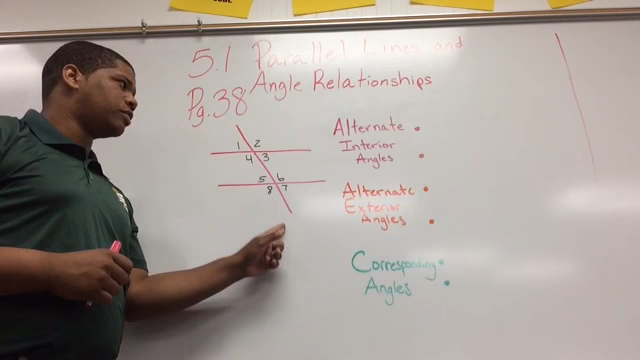 5.1 Parallel Lines and
Pg.38 Angle Relationships
1 2
4 3
5 6
8 7
Alternate
Interior
Angles
Alternate
Exterior
Angles
Corresponding
Angles